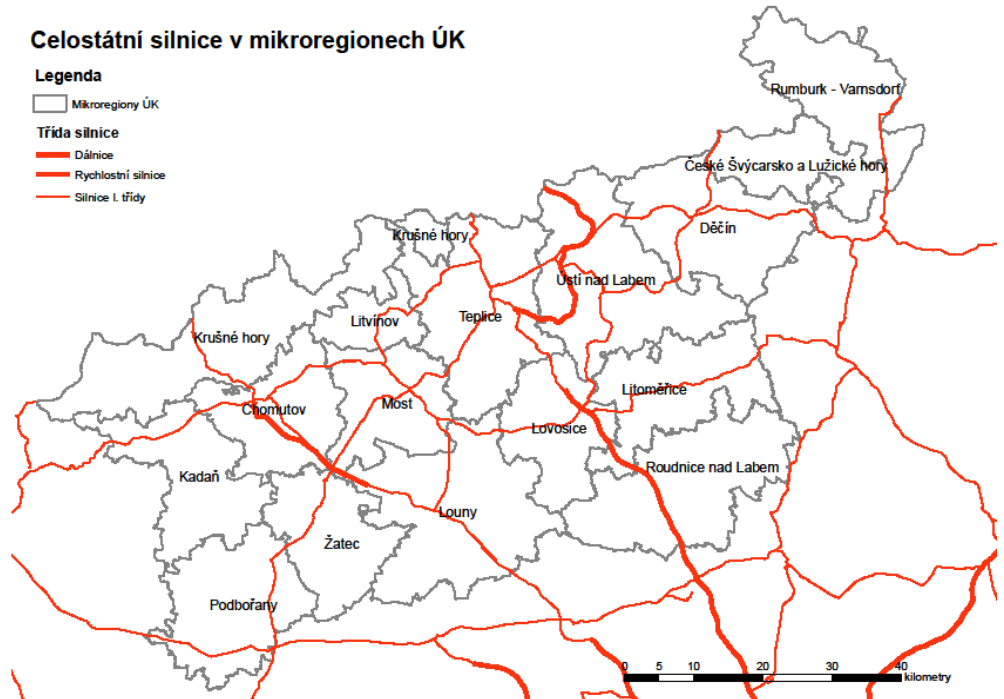 Celostátní silnice v mikroregionech ÚK
Legenda
Mikroregiony ÚK
Třída silnice
Dálnice
Rychlostní silnice
Silnice I. třídy
Rumburk - Varnsdorf
České Švýcarsko a Lužické hory
Děčín
Krušné hory
Ústí nad Labem
Teplice
Litvínov
Krušné hory
Litoměřice
Most
Chomutov
Lovosice
Roudnice nad Labem
Kadaň
Louny
Žatec
Podbořany
0 5 10 20 30 40
kilometry